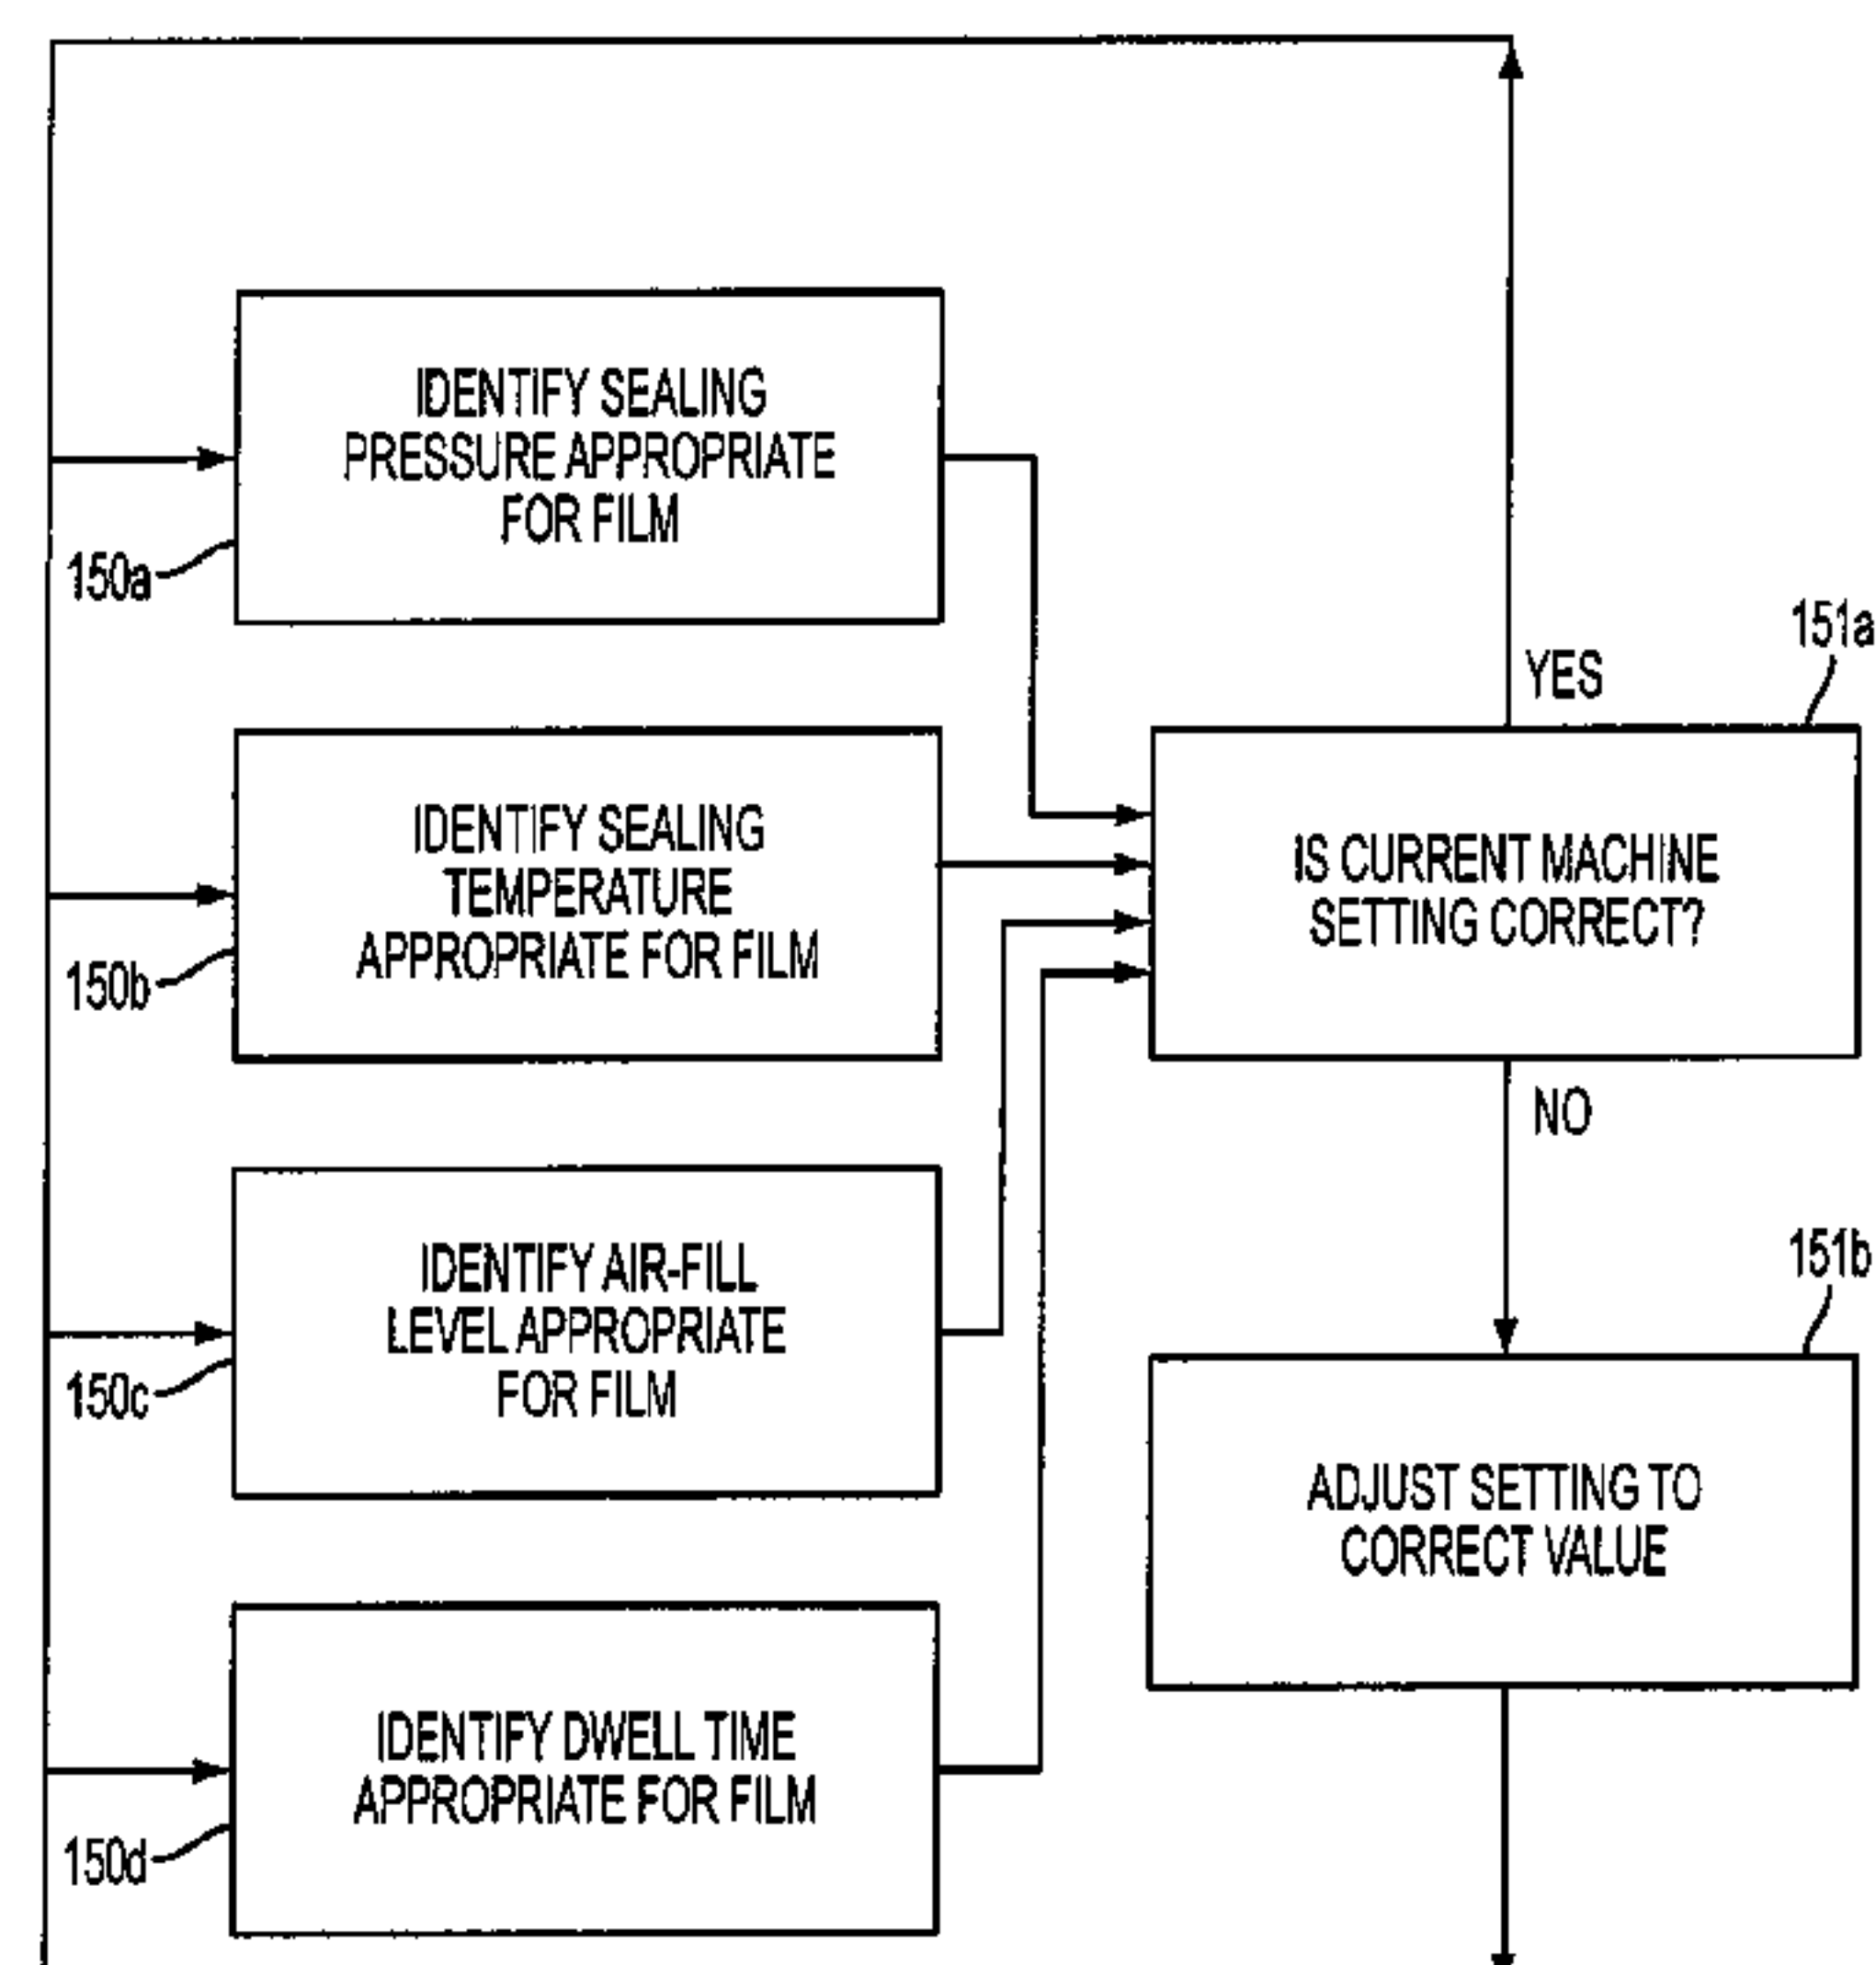 IDENTIFY SEALING
PRESSURE APPROPRIATE
FOR FILM
150a
151a
YES
IDENTIFY SEALING
TEMPERATURE
APPROPRIATE FOR FILM
150b
IS CURRENT MACHINE
SETTING CORRECT?
NO
IDENTIFY AIR-FILL
LEVEL APPROPRIATE
FOR FILM
150c
151b
ADJUST SETTING TO
CORRECT VALUE
IDENTIFY DWELL TIME
APPROPRIATE FOR FILM
150d